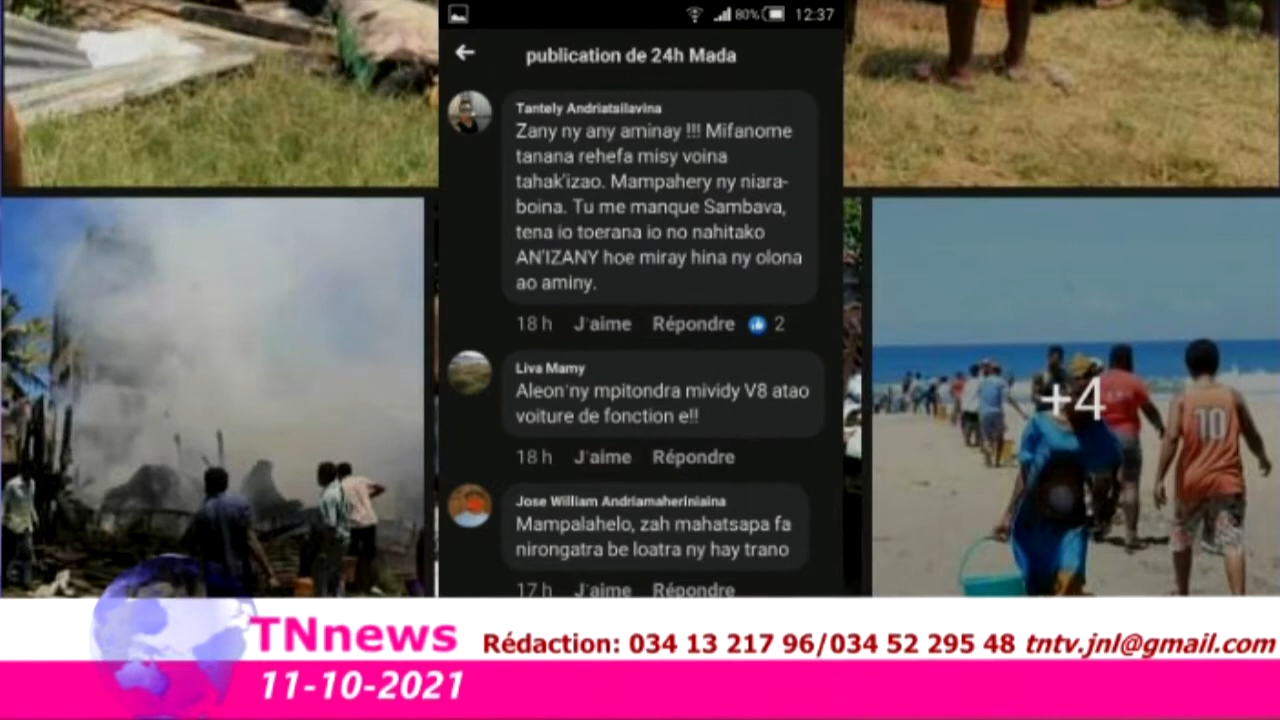 80% 12:37
publication de 24h Mada
Tantely Andriatsilavina
Zany ny any aminay !!! Mifanome
tanana rehefa misy voina
tahak'izao. Mampahery ny niara-
boina. Tu me manque Sambava,
tena io toerana io no nahitako
AN'IZANY hoe miray hina ny olona
ao aminy.
18 h J'aime Répondre 2
Liva Mamy
Aleon'ny mpitondra mividy V8 atao
voiture de fonction e!!
18 h J'aime Répondre
Jose William Andriamaheriniaina
Mampalahelo, zah mahatsapa fa
nirongatra be loatra ny hay trano
17 h J'aime Répondre
+4
10
TNnews
Rédaction: 034 13 217 96/034 52 295 48 tntv.jnl@gmail.com
11-10-2021